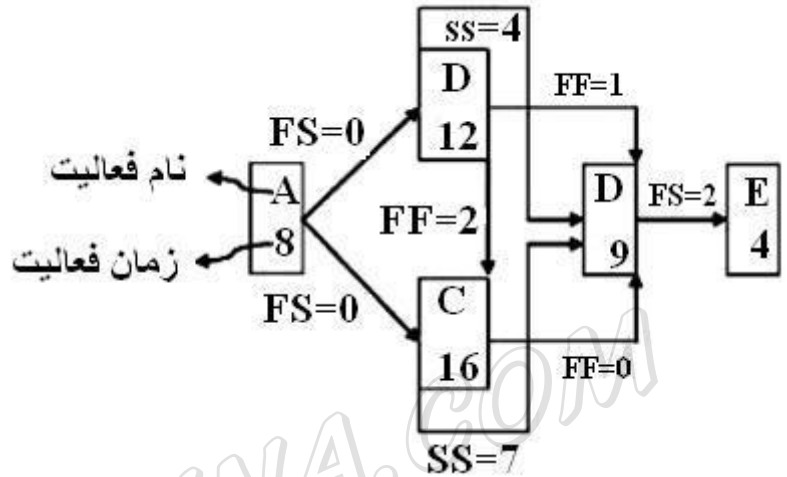 ss=4
D
12
FF=1
FS=0
نام فعالیت
A
8
زمان فعالیت
FF=2
D
9
FS=2
E
4
FS=0
C
16
FF=0
SS=7